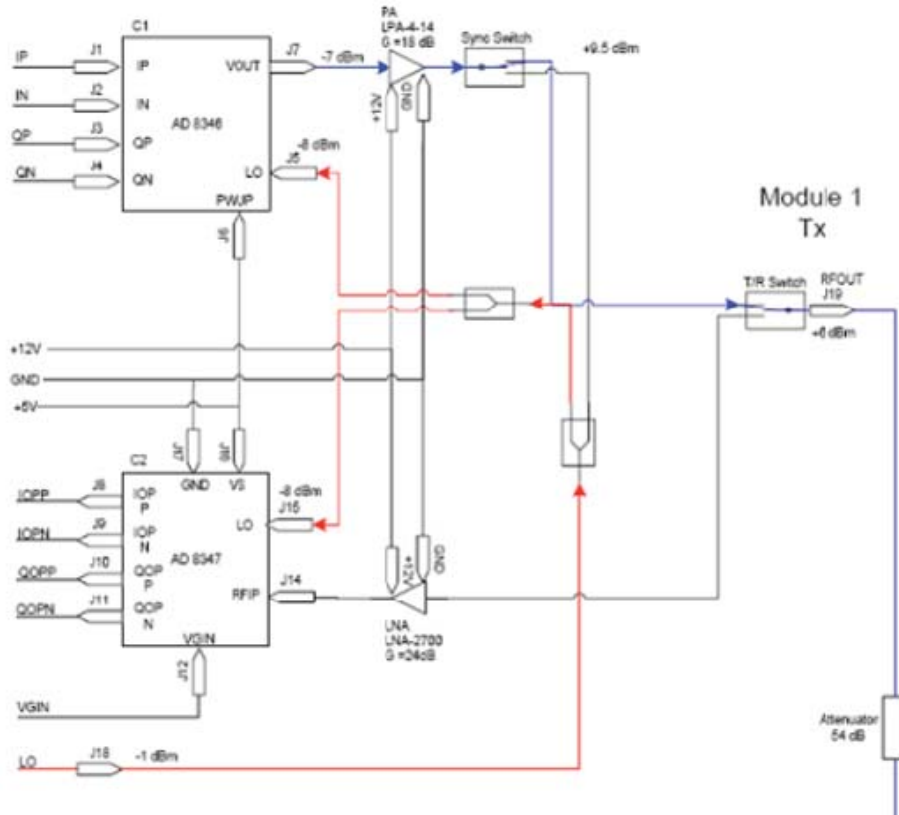 C1
PA
LPA-4-14
G =18 dB
Sync Switch
+9.5 dBm
IP
J1
IP
VOUT
J7
-7 dBm
IN
J2
IN
+12V
GND
QP
J3
QP
AD 8346
QN
J4
QN
LO
-8 dBm
J5
PWUP
J6
Module 1
Tx
T/R Switch
RFOUT
J19
+6 dBm
+12V
GND
+5V
J17
GND
VS
IOPP
J8
IOP
P
-8 dBm
J15
LO
IOPN
J9
IOP
N
AD 8347
QOPP
J10
QOP
P
+12V
GND
RFIP
J14
QOPN
J11
QOP
N
LNA
LNA-2700
G =24dB
VGIN
J12
VGIN
Attenuator
54 dB
LO
J18
-1 dBm